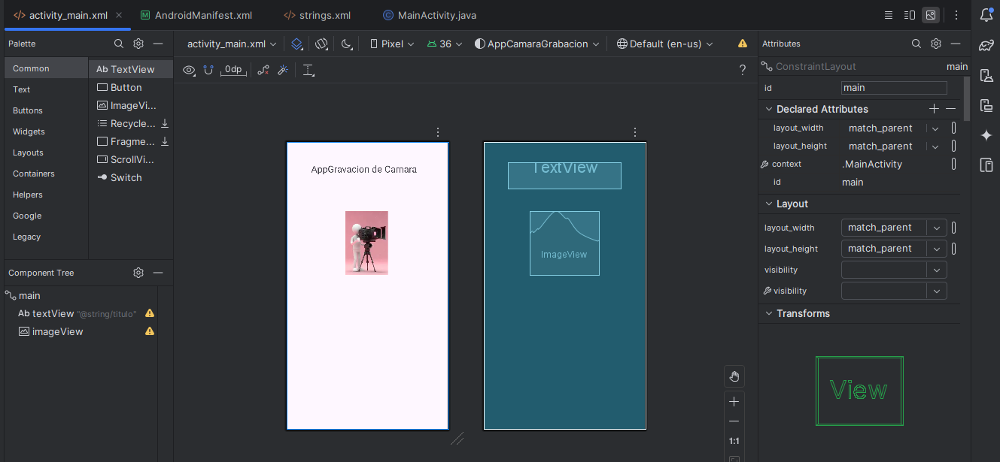 activity_main.xml
AndroidManifest.xml
strings.xml
MainActivity.java
Palette
activity_main.xml
Pixel
36
AppCamaraGrabacion
Default (en-us)
Attributes
Common
Text
Buttons
Widgets
Layouts
Containers
Helpers
Google
Legacy
Ab TextView
Button
ImageVi...
Recycle...
Fragme...
ScrollVi...
Switch
0dp
?
AppGravacion de Camara
TextView
ImageView
Component Tree
main
Ab textView "@string/titulo"
imageView
1:1
ConstraintLayout main
id main
Declared Attributes
layout_width match_parent
layout_height match_parent
context .MainActivity
id main
Layout
layout_width match_parent
layout_height match_parent
visibility
visibility
Transforms
View